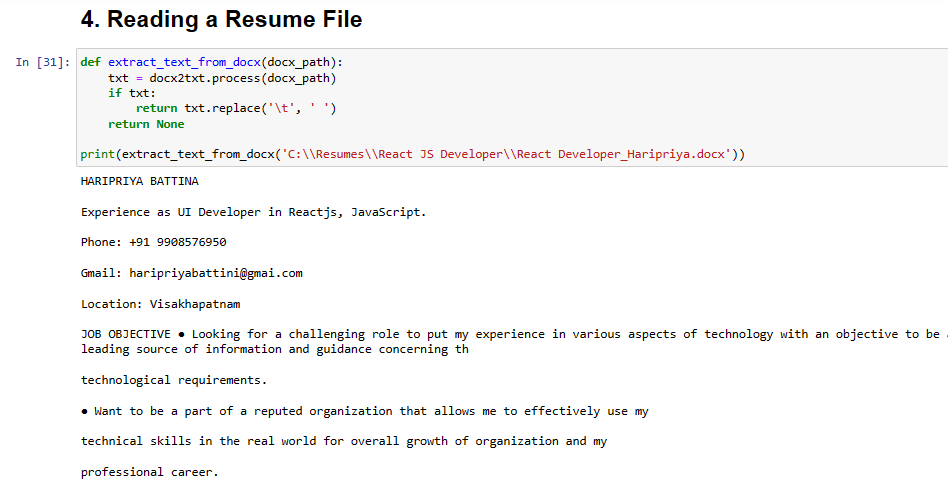 4. Reading a Resume File
In [31]: def extract_text_from_docx(docx_path):
txt = docx2txt.process(docx_path)
if txt:
return txt.replace('\t', ' ')
return None
print(extract_text_from_docx('C:\\Resumes\\React JS Developer\\React Developer_Haripriya.docx'))
HARIPRIYA BATTINA
Experience as UI Developer in Reactjs, JavaScript.
Phone: +91 9908576950
Gmail: haripriyabattini@gmai.com
Location: Visakhapatnam
JOB OBJECTIVE ● Looking for a challenging role to put my experience in various aspects of technology with an objective to be
leading source of information and guidance concerning th
technological requirements.
● Want to be a part of a reputed organization that allows me to effectively use my
technical skills in the real world for overall growth of organization and my
professional career.